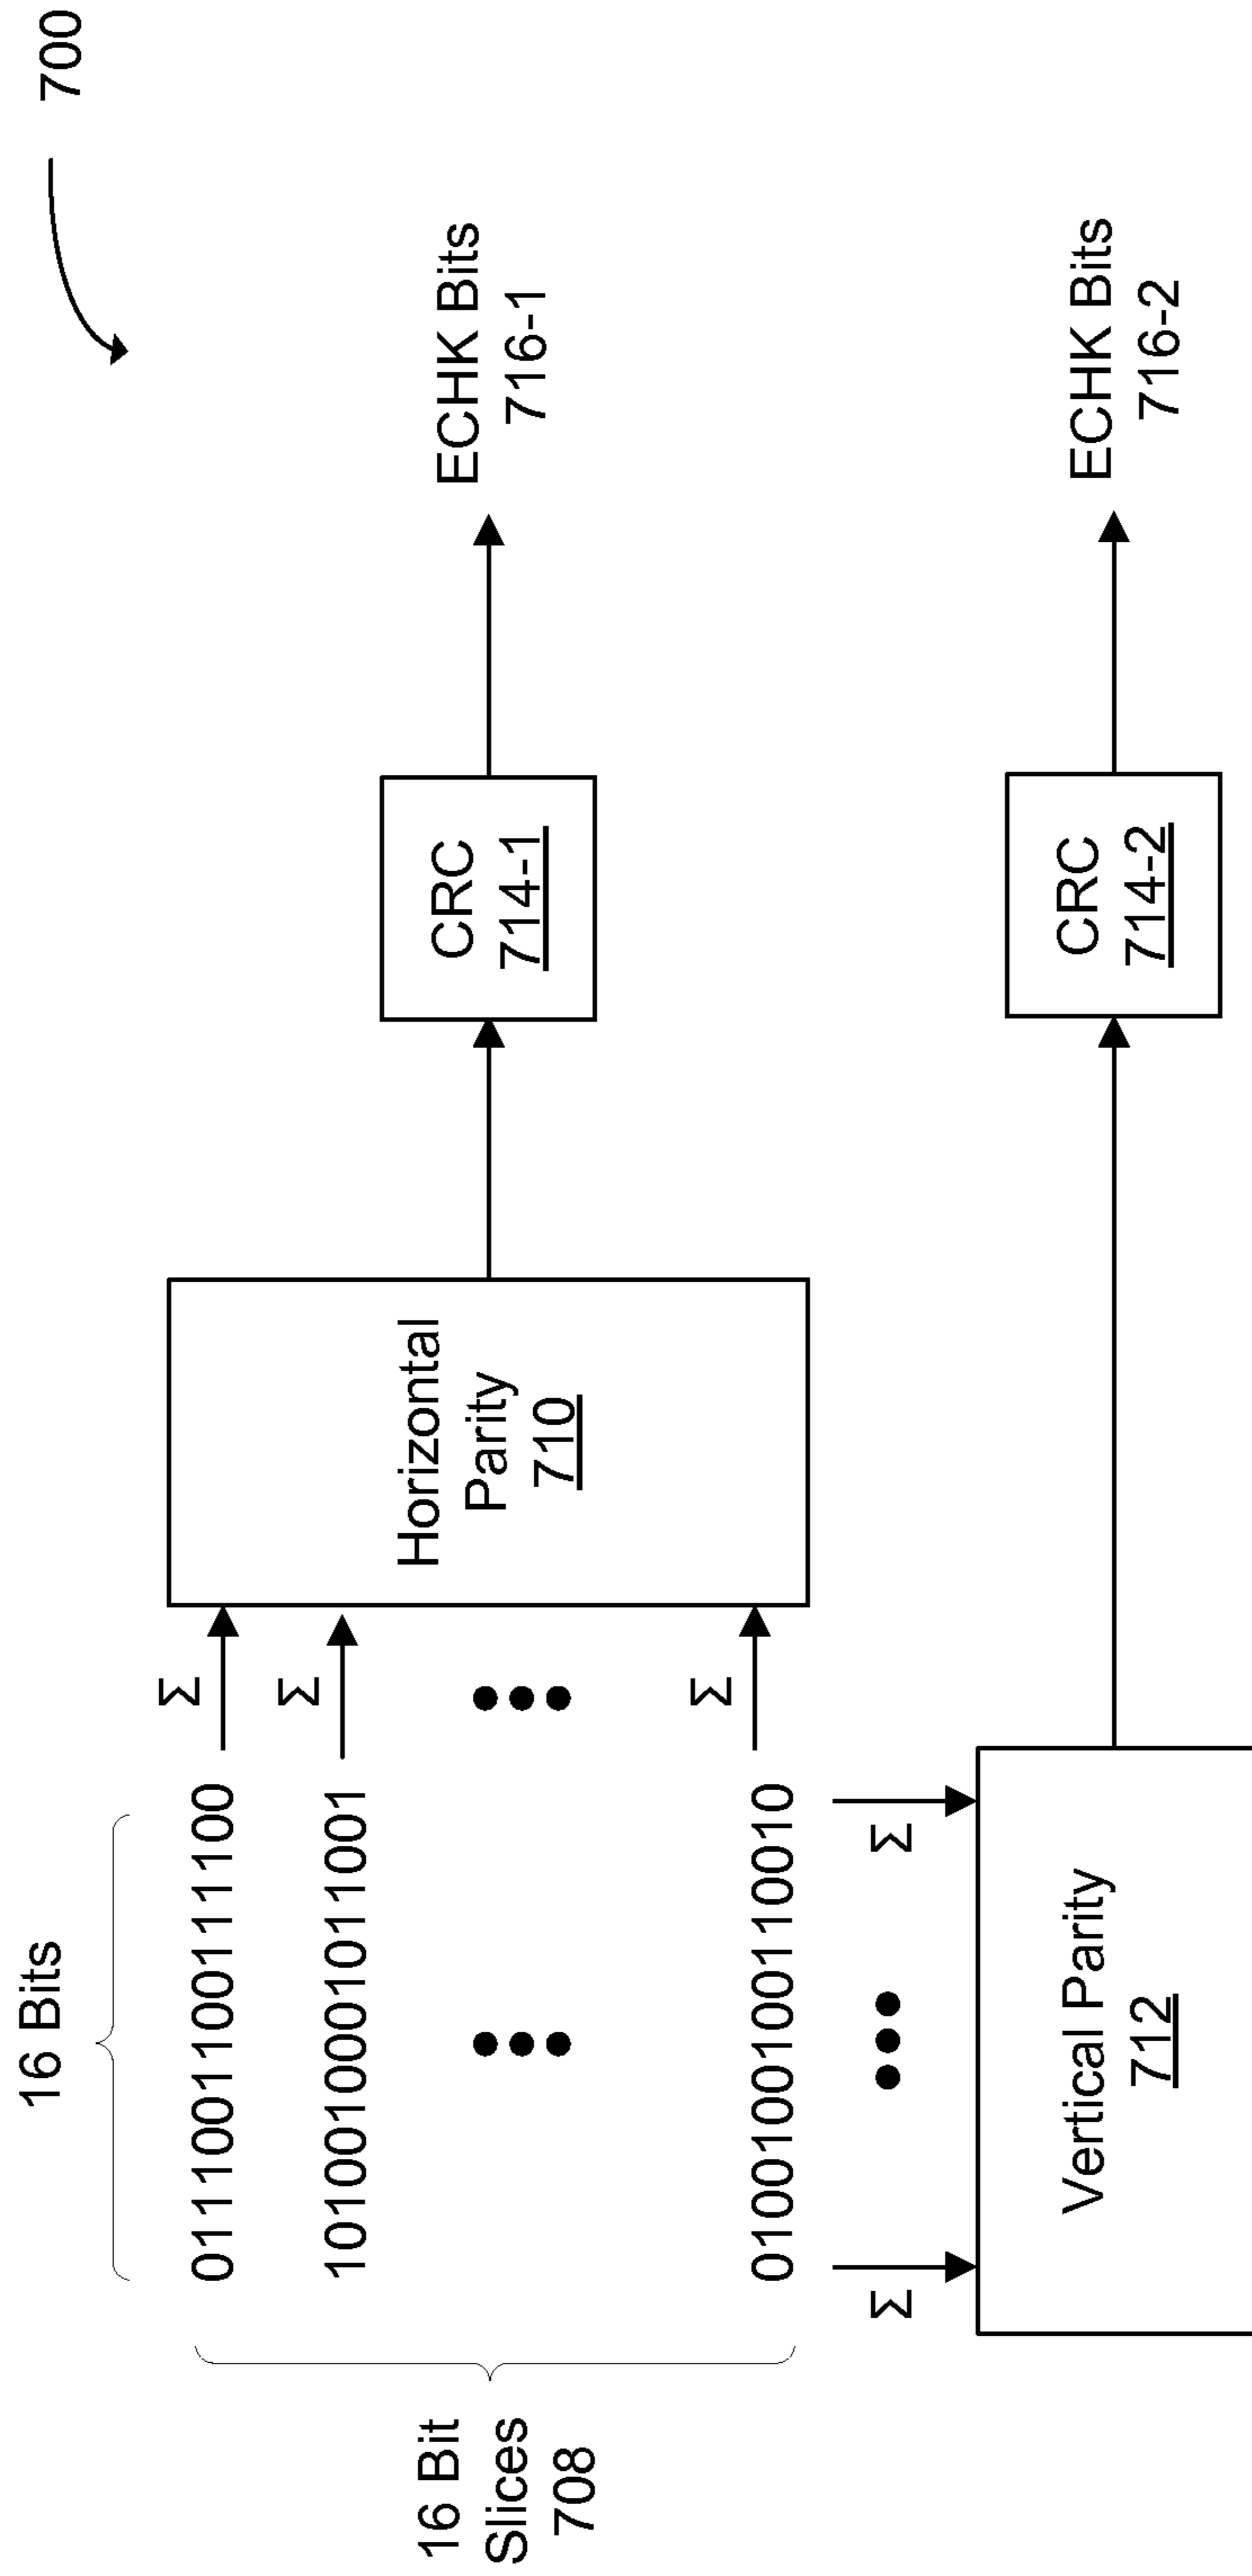 700
16 Bits
16 Bit
Slices
708
0111001100111100
Σ
1010010001011001
Σ
0100100100110010
Σ
Horizontal
Parity
710
CRC
714-1
ECHK Bits
716-1
Σ
Σ
Vertical Parity
712
CRC
714-2
ECHK Bits
716-2